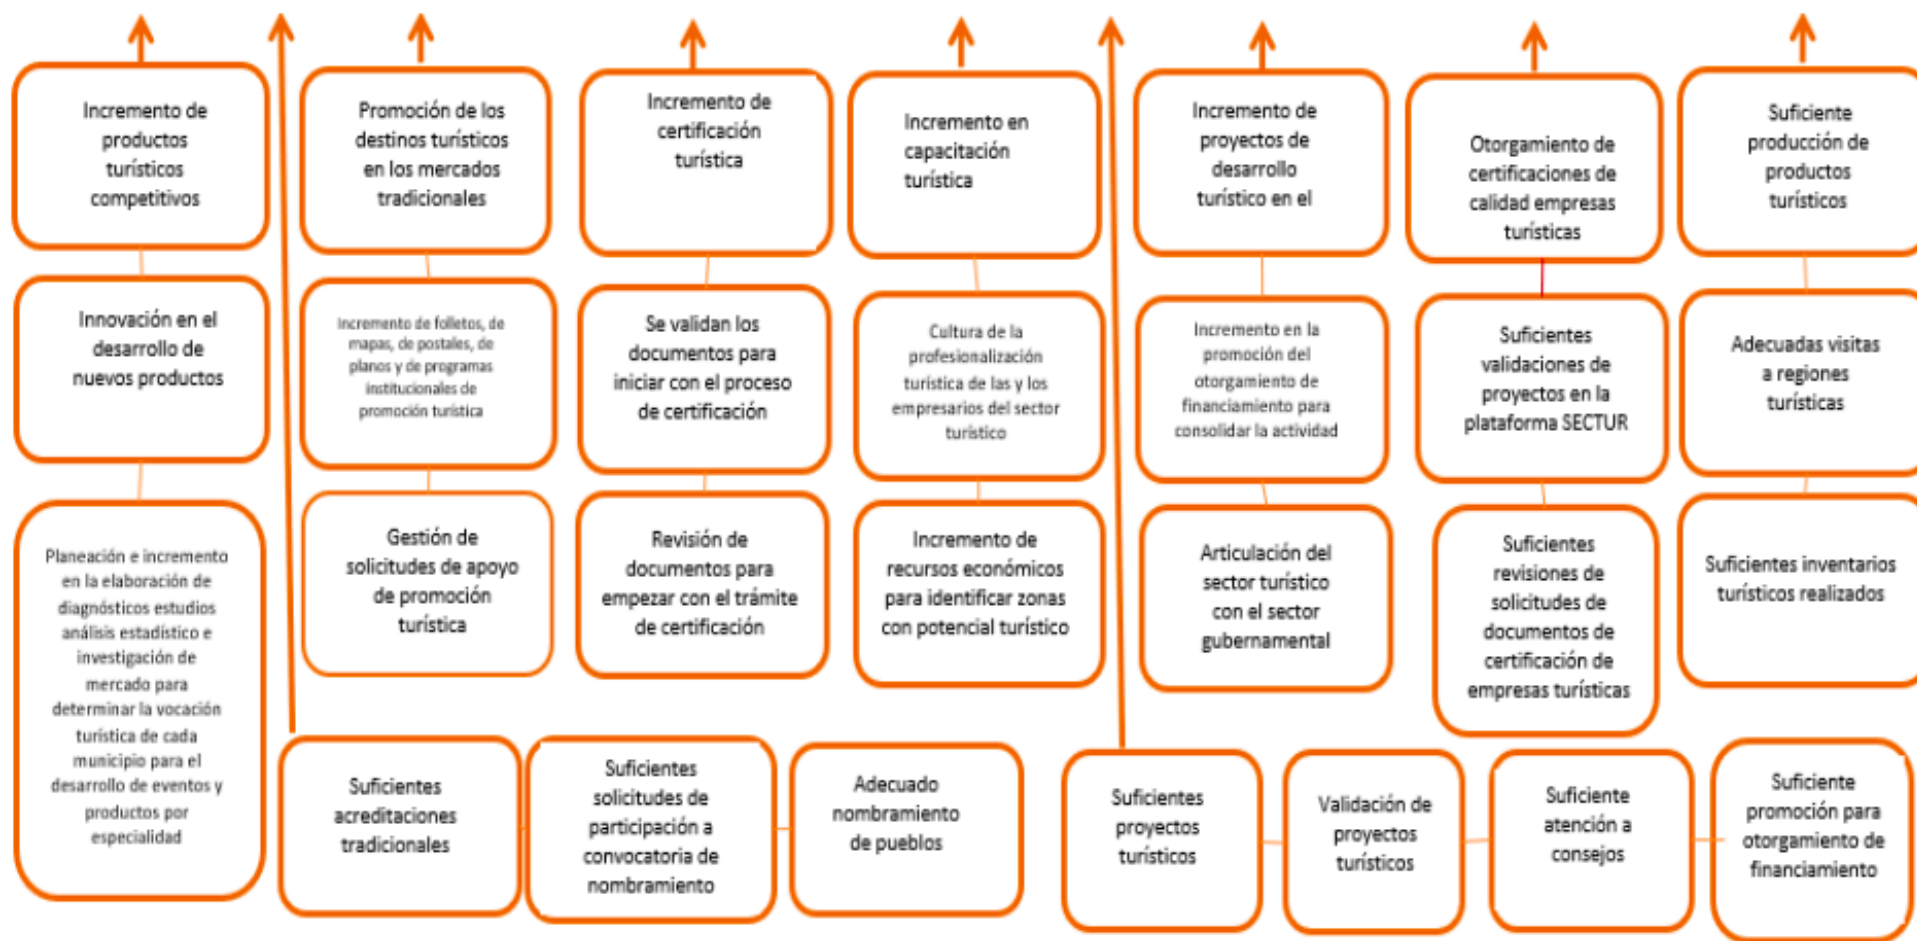 Incremento de
productos
turísticos
competitivos
Promoción de los
destinos turísticos
en los mercados
tradicionales
Incremento de
certificación
turística
Incremento en
capacitación
turística
Incremento de
proyectos de
desarrollo
turístico en el
Otorgamiento de
certificaciones de
calidad empresas
turísticas
Suficiente
producción de
productos
turísticos
Innovación en el
desarrollo de
nuevos productos
Incremento de folletos, de
mapas, de postales, de
planos y de programas
institucionales de
promoción turística
Se validan los
documentos para
iniciar con el proceso
de certificación
Cultura de la
profesionalización
turística de las y los
empresarios del sector
turístico
Incremento en la
promoción del
otorgamiento de
financiamiento para
consolidar la actividad
Suficientes
validaciones de
proyectos en la
plataforma SECTUR
Adecuadas visitas
a regiones
turísticas
Planeación e incremento
en la elaboración de
diagnósticos estudios
análisis estadístico e
investigación de
mercado para
determinar la vocación
turística de cada
municipio para el
desarrollo de eventos y
productos por
especialidad
Gestión de
solicitudes de apoyo
de promoción
turística
Revisión de
documentos para
empezar con el trámite
de certificación
Incremento de
recursos económicos
para identificar zonas
con potencial turístico
Articulación del
sector turístico
con el sector
gubernamental
Suficientes
revisiones de
solicitudes de
documentos de
certificación de
empresas turísticas
Suficientes inventarios
turísticos realizados
Suficientes
acreditaciones
tradicionales
Suficientes
solicitudes de
participación a
convocatoria de
nombramiento
Adecuado
nombramiento
de pueblos
Suficientes
proyectos
turísticos
Validación de
proyectos
turísticos
Suficiente
atención a
consejos
Suficiente
promoción para
otorgamiento de
financiamiento